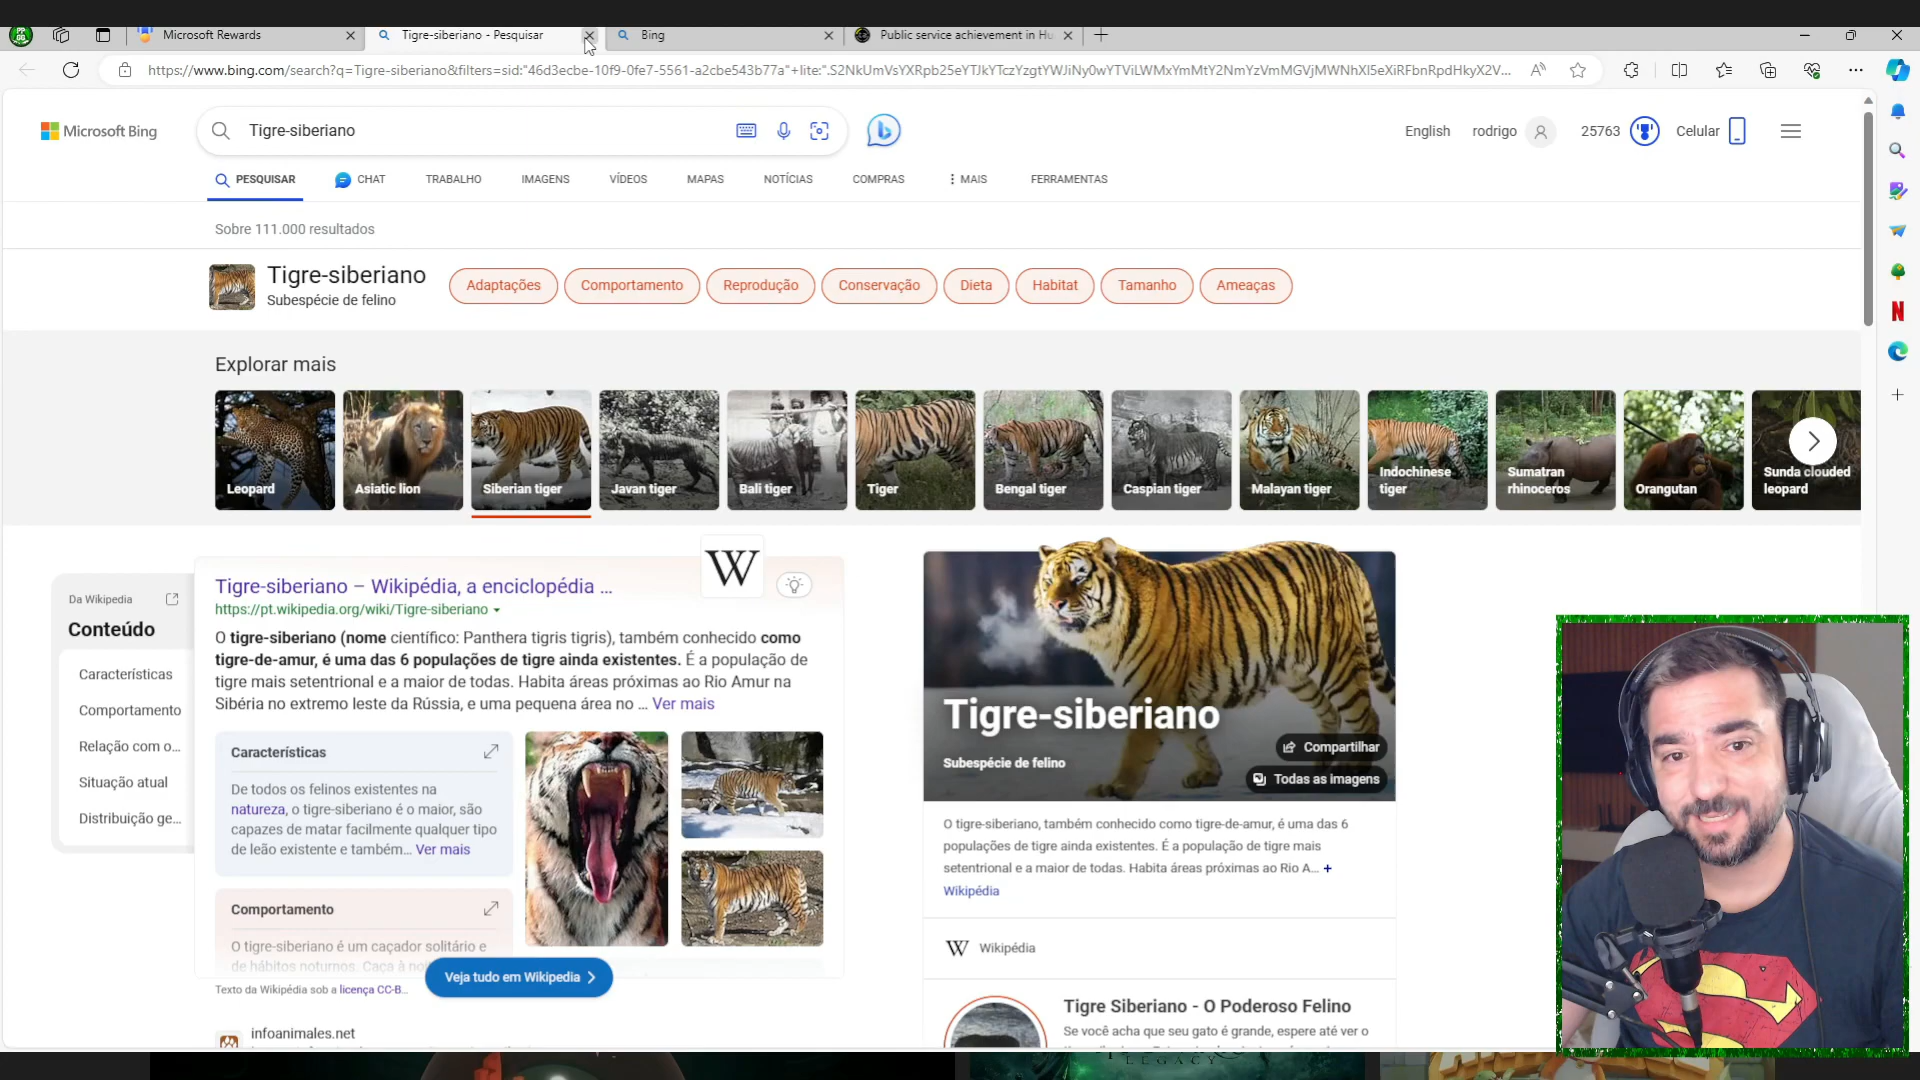 Microsoft Rewards
Tigre-siberiano - Pesquisar
Bing
Public service achievement in Hu
https://www.bing.com/search?q=Tigre-siberiano&filters=sid:"46d3ecbe-10f9-0fe7-5561-a2cbe543b77a"+lite:".S2NkUmVsYXRpb25eYTJkYTczYzgtYWJiNy0wYTViLWMxYmMtY2NmYzVmMGVjMWNhXl5eXiRFbnRpdHkyX2V...
Microsoft Bing
Tigre-siberiano
English
rodrigo
25763
Celular
PESQUISAR
CHAT
TRABALHO
IMAGENS
VÍDEOS
MAPAS
NOTÍCIAS
COMPRAS
MAIS
FERRAMENTAS
Sobre 111.000 resultados
Tigre-siberiano
Subespécie de felino
Adaptações
Comportamento
Reprodução
Conservação
Dieta
Habitat
Tamanho
Ameaças
Explorar mais
Leopard
Asiatic lion
Siberian tiger
Javan tiger
Bali tiger
Tiger
Bengal tiger
Caspian tiger
Malayan tiger
Indochinese
tiger
Sumatran
rhinoceros
Orangutan
Sunda clouded
leopard
Da Wikipedia
Conteúdo
Características
Comportamento
Relação com o...
Situação atual
Distribuição ge...
W
Tigre-siberiano – Wikipédia, a enciclopédia ...
https://pt.wikipedia.org/wiki/Tigre-siberiano
O tigre-siberiano (nome científico: Panthera tigris tigris), também conhecido como
tigre-de-amur, é uma das 6 populações de tigre ainda existentes. É a população de
tigre mais setentrional e a maior de todas. Habita áreas próximas ao Rio Amur na
Sibéria no extremo leste da Rússia, e uma pequena área no ... Ver mais
Características
De todos os felinos existentes na
natureza, o tigre-siberiano é o maior, são
capazes de matar facilmente qualquer tipo
de leão existente e também... Ver mais
Comportamento
O tigre-siberiano é um caçador solitário e
de hábitos noturnos. Caça à noi
Veja tudo em Wikipedia
Texto da Wikipédia sob a licença CC-B...
infoanimales.net
Tigre-siberiano
Subespécie de felino
Compartilhar
Todas as imagens
O tigre-siberiano, também conhecido como tigre-de-amur, é uma das 6
populações de tigre ainda existentes. É a população de tigre mais
setentrional e a maior de todas. Habita áreas próximas ao Rio A... +
Wikipédia
W Wikipédia
Tigre Siberiano - O Poderoso Felino
Se você acha que seu gato é grande, espere até ver o
LEGACY